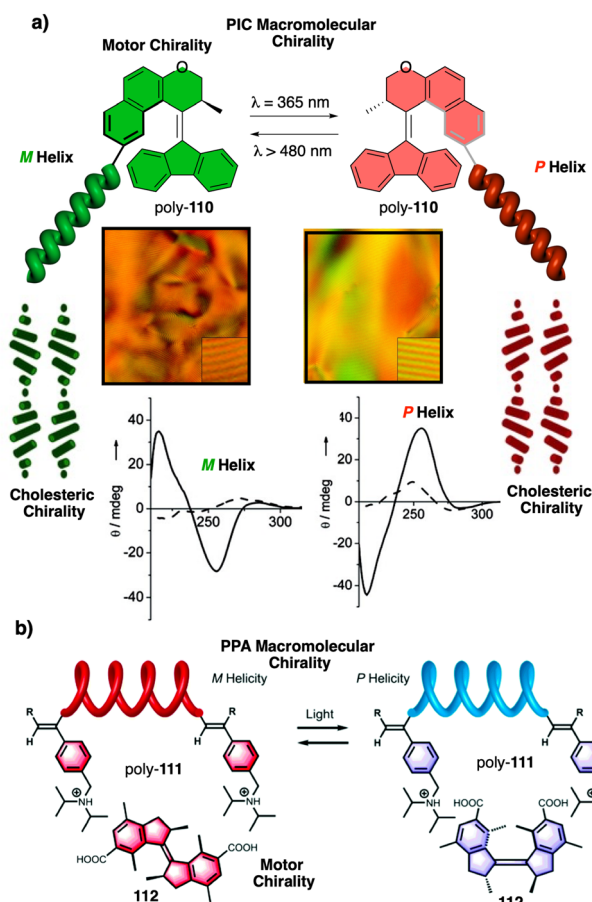 a)
PIC Macromolecular
Chirality
Motor Chirality
O
O
λ = 365 nm
λ > 480 nm
M Helix
P Helix
poly-110
poly-110
40
20
0
-20
-40
θ / mdeg
250
300
M Helix
40
20
0
-20
-40
θ / mdeg
250
300
P Helix
Cholesteric
Chirality
Cholesteric
Chirality
b)
PPA Macromolecular
Chirality
M Helicity
P Helicity
Light
R
H
R
H
R
H
R
poly-111
poly-111
NH
⊕
NH
⊕
NH
⊕
HOOC
COOH
COOH
COOH
Motor
Chirality
112
112